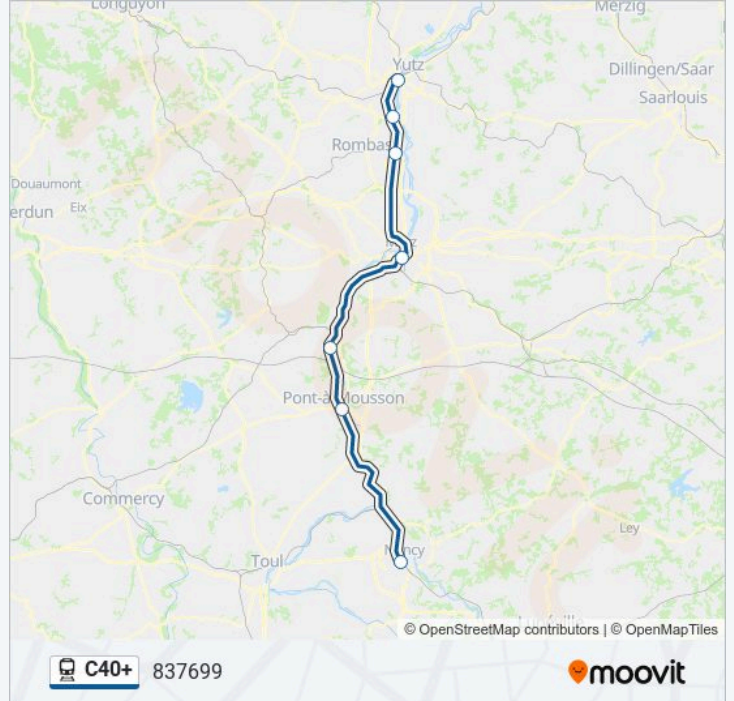 Longuyon
Merzig
Yutz
Dillingen/Saar
Saarlouis
Rombas
Douaumont
erdun
Eix
Pont-à-Mousson
Commercy
Ley
Nancy
Toul
© OpenStreetMap contributors | © OpenMapTiles
C40+
837699
moovit